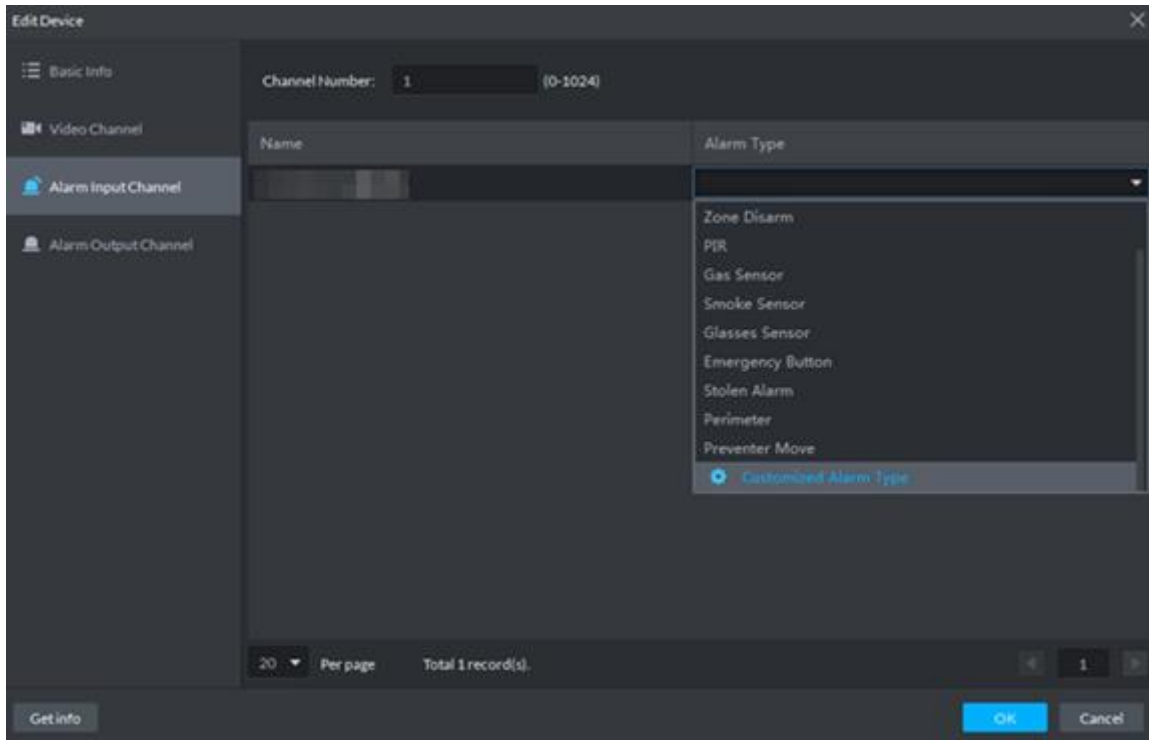 Edit Device
Basic Info
Video Channel
Alarm Input Channel
Alarm Output Channel
Channel Number: 1 (0-1024)
Name Alarm Type
Zone Disarm
PIR
Gas Sensor
Smoke Sensor
Glasses Sensor
Emergency Button
Stolen Alarm
Perimeter
Preventer Move
Customized Alarm Type
20 Per page Total 1 record(s). 1
Get info OK Cancel